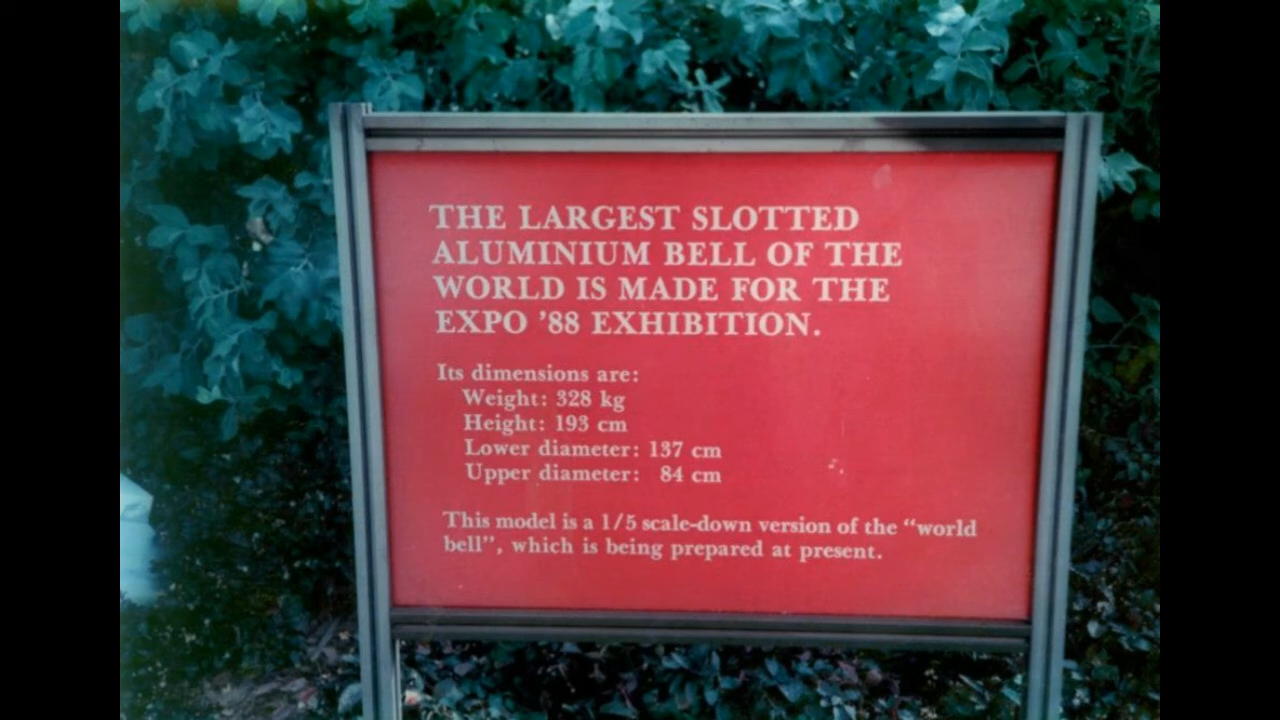 THE LARGEST SLOTTED
ALUMINIUM BELL OF THE
WORLD IS MADE FOR THE
EXPO '88 EXHIBITION.
Its dimensions are:
Weight: 328 kg
Height: 193 cm
Lower diameter: 137 cm
Upper diameter: 84 cm
This model is a 1/5 scale-down version of the "world
bell", which is being prepared at present.